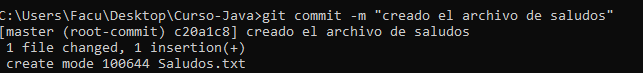 C:\Users\Facu\Desktop\Curso-Java>git commit -m "creado el archivo de saludos"
[master (root-commit) c20a1c8] creado el archivo de saludos
 1 file changed, 1 insertion(+)
 create mode 100644 Saludos.txt